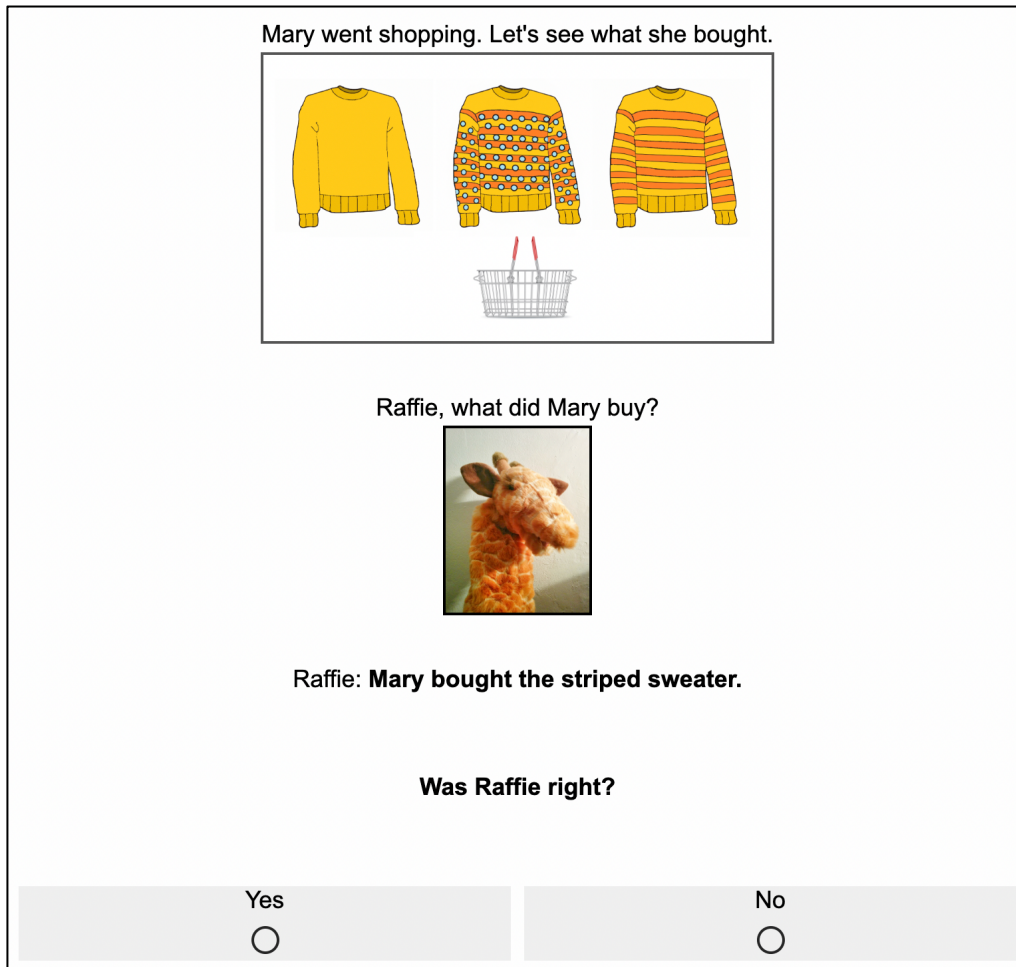 Mary went shopping. Let's see what she bought.
Raffie, what did Mary buy?
Raffie: Mary bought the striped sweater.
Was Raffie right?
Yes
No